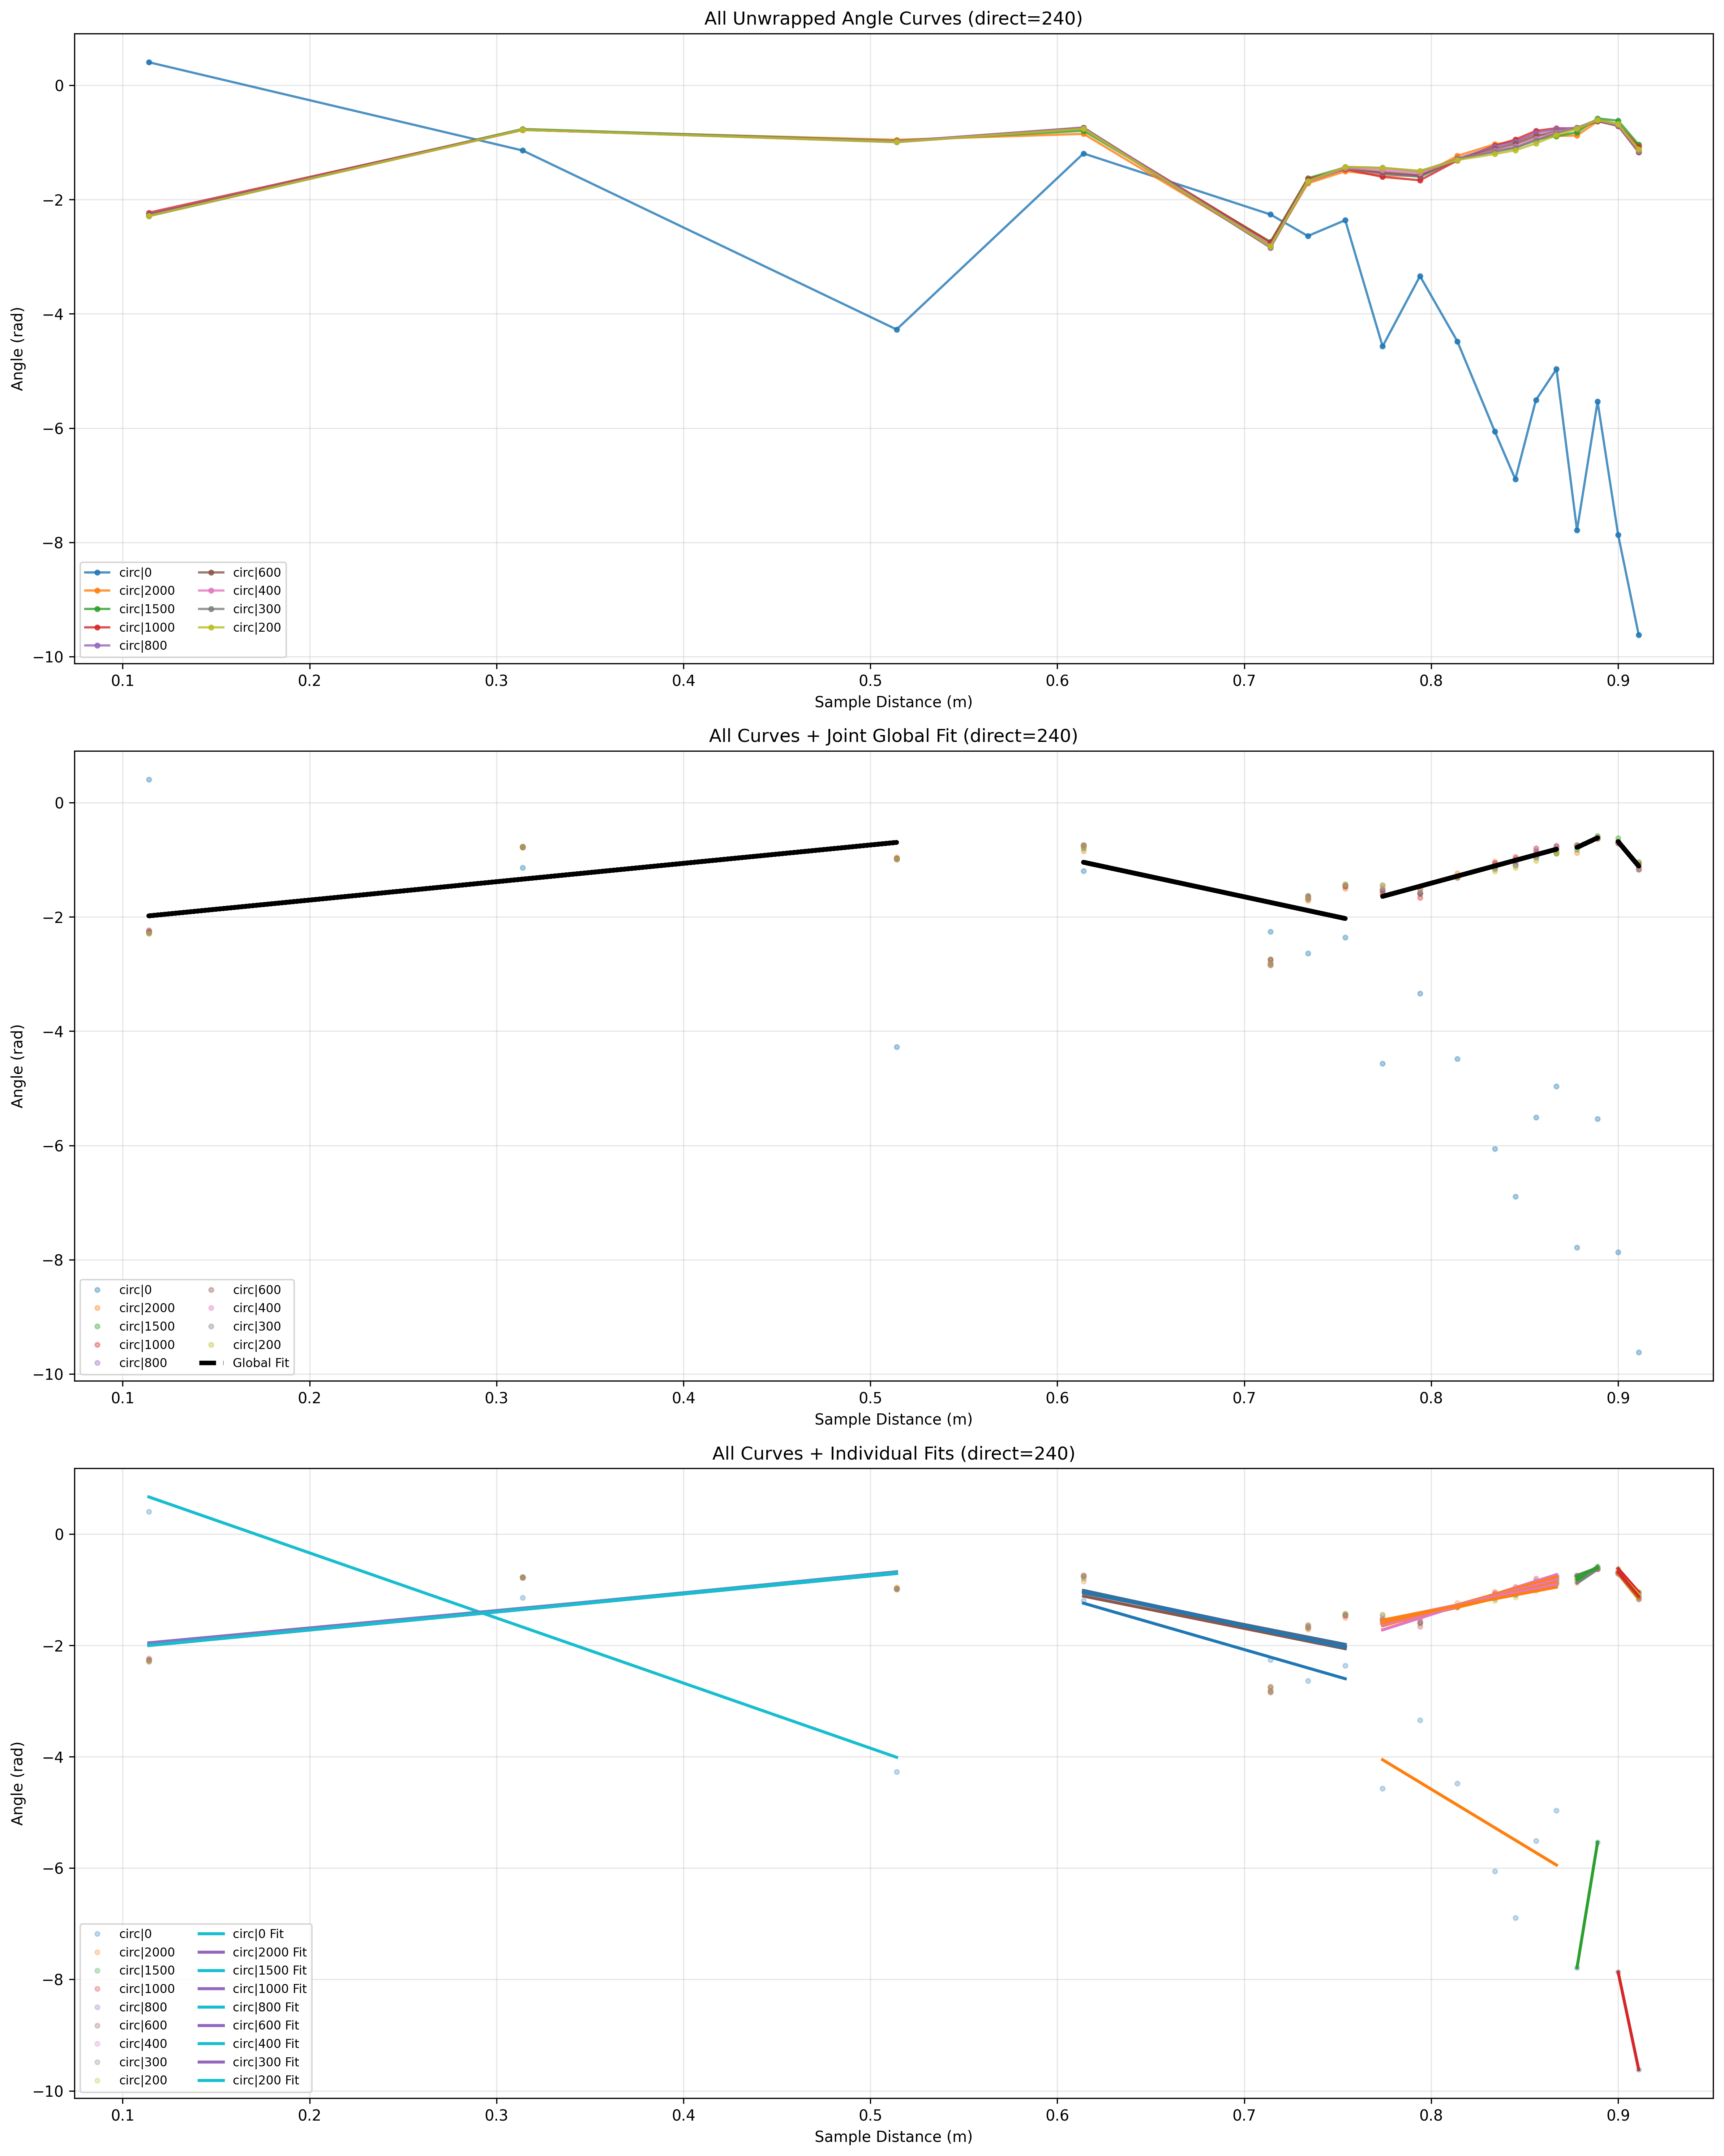 All Unwrapped Angle Curves (direct=240)
0
−2
−4
−6
−8
−10
Angle (rad)
circ|0
circ|2000
circ|1500
circ|1000
circ|800
circ|600
circ|400
circ|300
circ|200
0.1 0.2 0.3 0.4 0.5 0.6 0.7 0.8 0.9
Sample Distance (m)
All Curves + Joint Global Fit (direct=240)
0
−2
−4
−6
−8
−10
Angle (rad)
circ|0
circ|2000
circ|1500
circ|1000
circ|800
circ|600
circ|400
circ|300
circ|200
Global Fit
0.1 0.2 0.3 0.4 0.5 0.6 0.7 0.8 0.9
Sample Distance (m)
All Curves + Individual Fits (direct=240)
0
−2
−4
−6
−8
−10
Angle (rad)
circ|0
circ|2000
circ|1500
circ|1000
circ|800
circ|600
circ|400
circ|300
circ|200
circ|0 Fit
circ|2000 Fit
circ|1500 Fit
circ|1000 Fit
circ|800 Fit
circ|600 Fit
circ|400 Fit
circ|300 Fit
circ|200 Fit
0.1 0.2 0.3 0.4 0.5 0.6 0.7 0.8 0.9
Sample Distance (m)